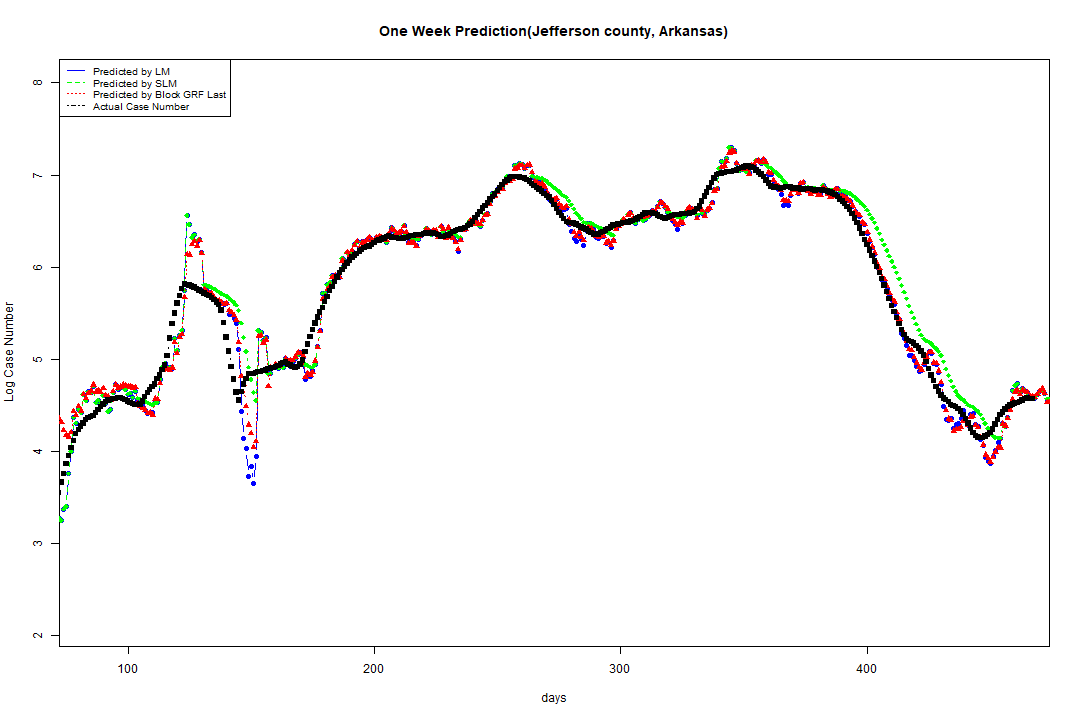 One Week Prediction(Jefferson county, Arkansas)
Predicted by LM
Predicted by SLM
Predicted by Block GRF Last
Actual Case Number
8
7
6
5
4
3
2
Log Case Number
100 200 300 400
days